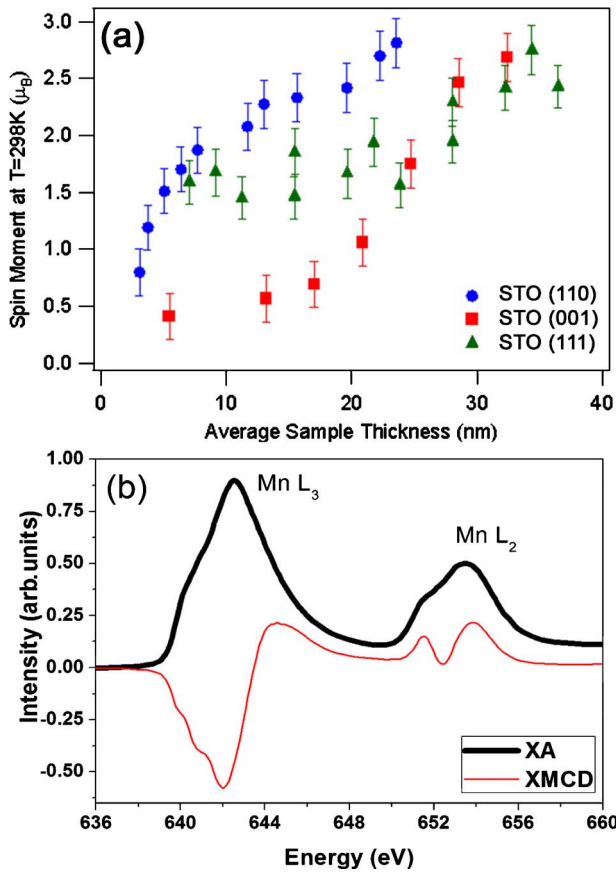 (a)
Spin Moment at T=298K (μB)
3.0
2.5
2.0
1.5
1.0
0.5
0.0
STO (110)
STO (001)
STO (111)
0 10 20 30 40
Average Sample Thickness (nm)
(b)
Intensity (arb.units)
1.00
0.75
0.50
0.25
0.00
-0.25
-0.50
Mn L3
Mn L2
XA
XMCD
636 640 644 648 652 656 660
Energy (eV)